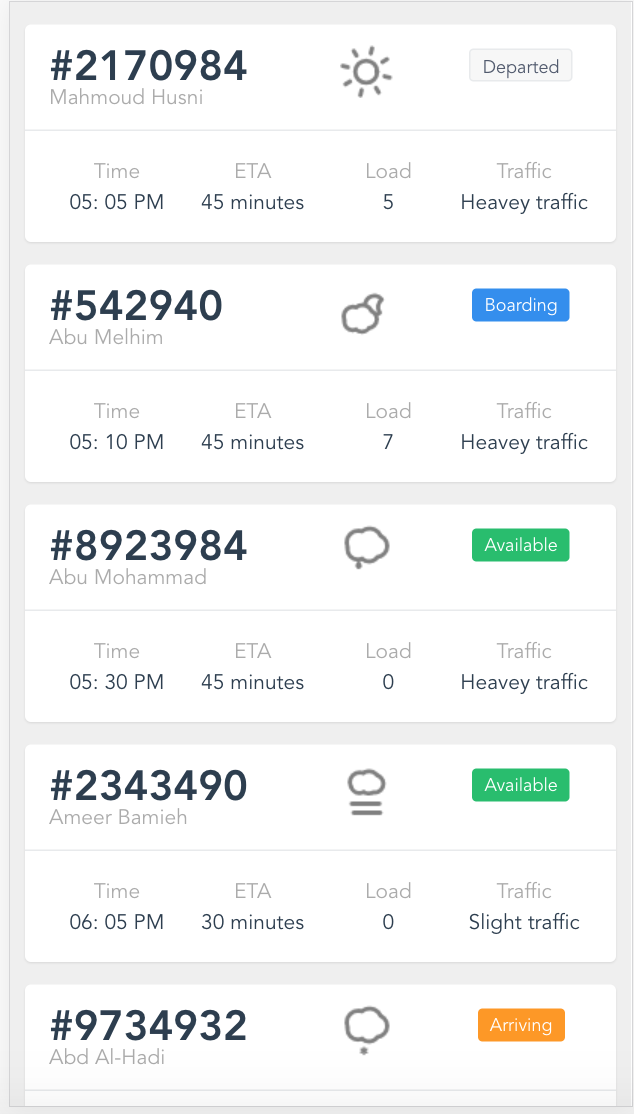 #2170984
Departed
Mahmoud Husni
Time ETA Load Traffic
05: 05 PM 45 minutes 5 Heavey traffic
#542940
Boarding
Abu Melhim
Time ETA Load Traffic
05: 10 PM 45 minutes 7 Heavey traffic
#8923984
Available
Abu Mohammad
Time ETA Load Traffic
05: 30 PM 45 minutes 0 Heavey traffic
#2343490
Available
Ameer Bamieh
Time ETA Load Traffic
06: 05 PM 30 minutes 0 Slight traffic
#9734932
Arriving
Abd Al-Hadi